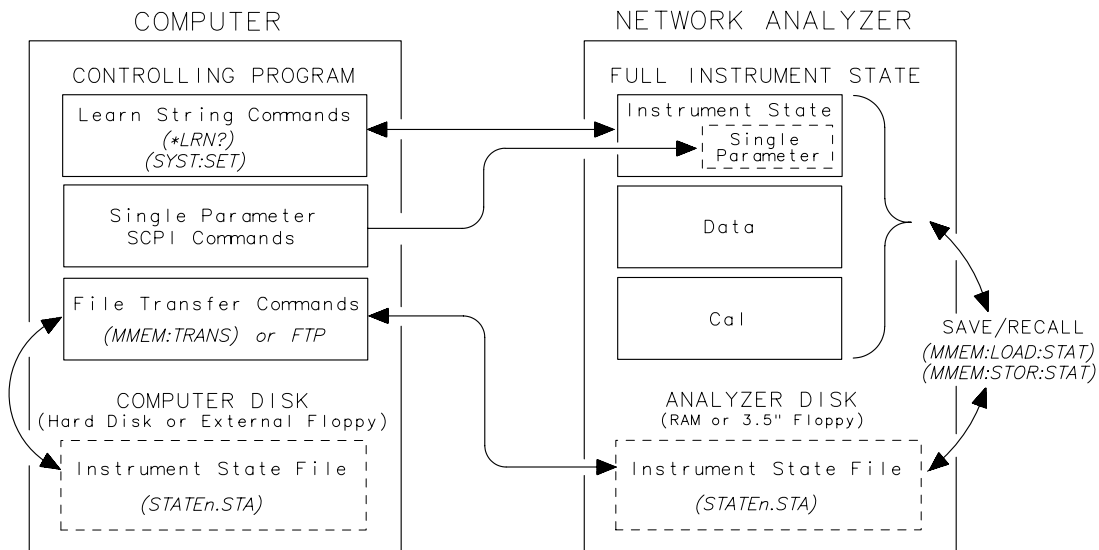 COMPUTER
CONTROLLING PROGRAM
Learn String Commands
(*LRN?)
(SYST:SET)
Single Parameter
SCPI Commands
File Transfer Commands
(MMEM:TRANS) or FTP
COMPUTER DISK
(Hard Disk or External Floppy)
Instrument State File
(STATEn.STA)
NETWORK ANALYZER
FULL INSTRUMENT STATE
Instrument State
Single
Parameter
Data
Cal
ANALYZER DISK
(RAM or 3.5" Floppy)
Instrument State File
(STATEn.STA)
SAVE/RECALL
(MMEM:LOAD:STAT)
(MMEM:STOR:STAT)